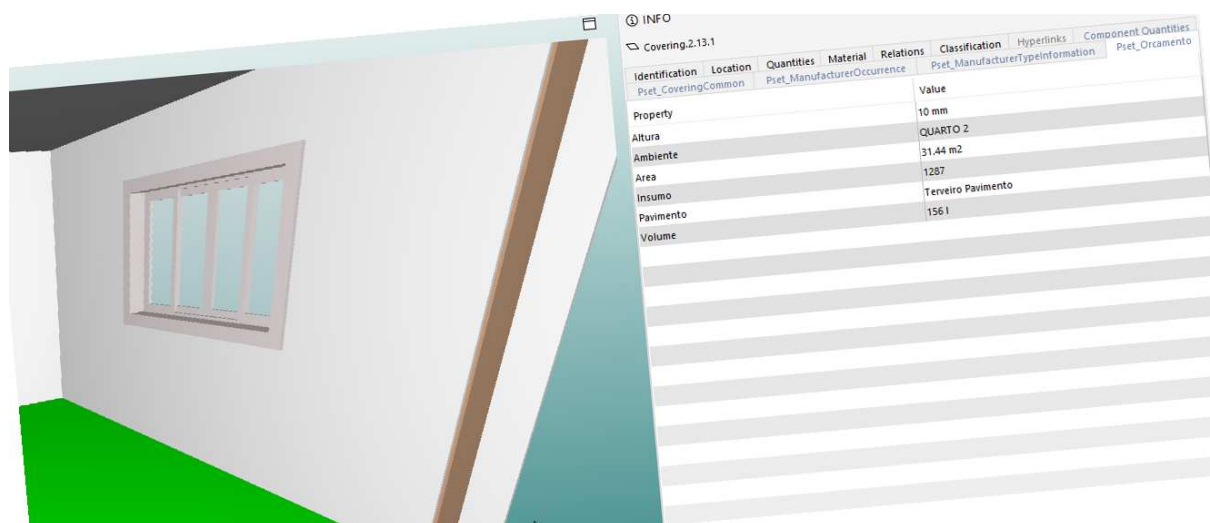 INFO
Covering.2.13.1
Identification Location Quantities Material Relations Classification Hyperlinks Component Quantities
Pset_CoveringCommon Pset_ManufacturerOccurrence Pset_ManufacturerTypeInformation Pset_Orcamento
Property Value
Altura 10 mm
Ambiente QUARTO 2
Area 31.44 m2
Insumo 1287
Pavimento Terveiro Pavimento
Volume 156 l